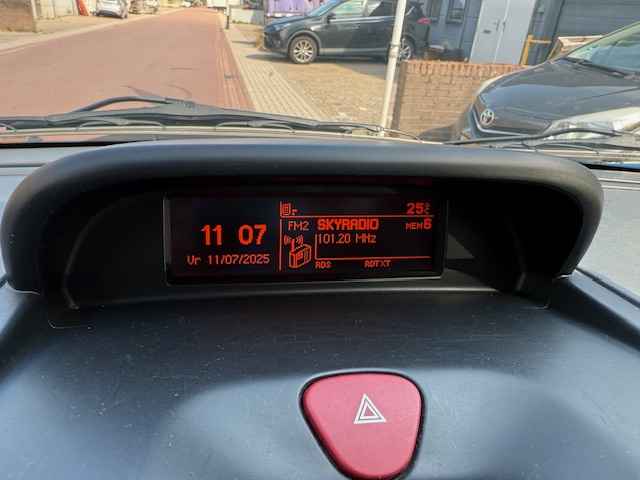 25°C
11 07
FM2 SKYRADIO MEM6
101.20 MHz
Vr 11/07/2025
RDS RDTXT